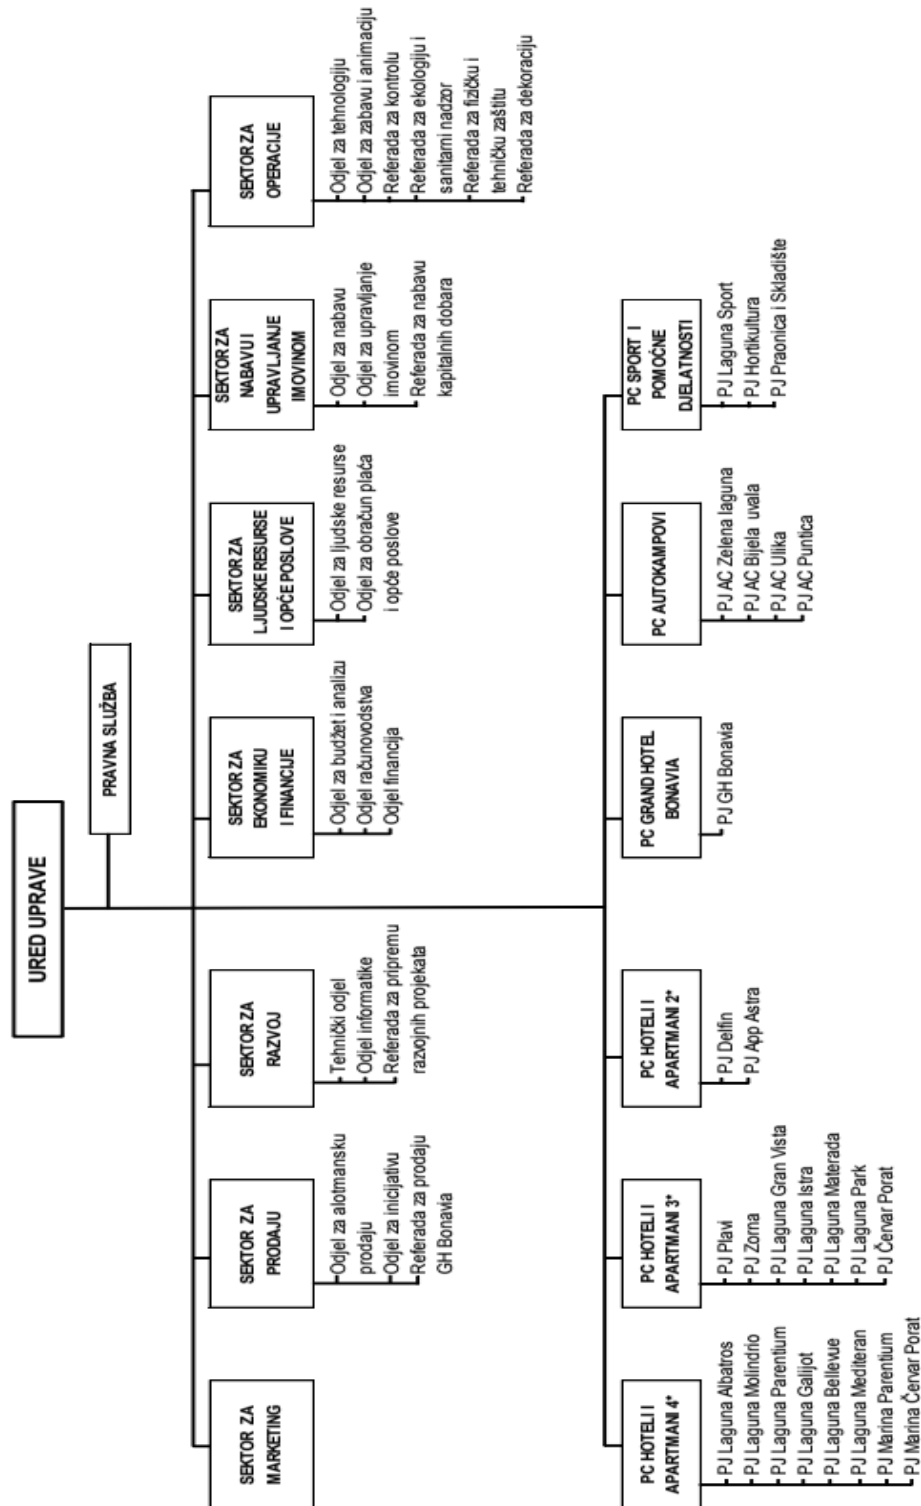 URED UPRAVE
PRAVNA SLUŽBA
SEKTOR ZA
MARKETING
SEKTOR ZA
PRODAJU
Odjel za alotmansku
prodaju
Odjel za inicijativu
Referada za prodaju
GH Bonavia
SEKTOR ZA
RAZVOJ
Tehnički odjel
Odjel informatike
Referada za pripremu
razvojnih projekata
SEKTOR ZA
EKONOMIKU
I FINANCIJE
Odjel za budžet i analizu
Odjel računovodstva
Odjel financija
SEKTOR ZA
LJUDSKE RESURSE
I OPĆE POSLOVE
Odjel za ljudske resurse
Odjel za obračun plaća
i opće poslove
SEKTOR ZA
NABAVU I
UPRAVLJANJE
IMOVINOM
Odjel za nabavu
Odjel za upravljanje
imovinom
Referada za nabavu
kapitalnih dobara
SEKTOR ZA
OPERACIJE
Odjel za tehnologiju
Odjel za zabavu i animaciju
Referada za kontrolu
Referada za ekologiju i
sanitarni nadzor
Referada za fizičku i
tehničku zaštitu
Referada za dekoraciju
PC HOTELI I
APARTMANI 4*
PJ Laguna Albatros
PJ Laguna Molindrio
PJ Laguna Parentium
PJ Laguna Galijot
PJ Laguna Bellevue
PJ Laguna Mediteran
PJ Marina Parentium
PJ Marina Červar Porat
PC HOTELI I
APARTMANI 3*
PJ Plavi
PJ Zorna
PJ Laguna Gran Vista
PJ Laguna Istra
PJ Laguna Materada
PJ Laguna Park
PJ Červar Porat
PC HOTELI I
APARTMANI 2*
PJ Delfin
PJ App Astra
PC GRAND HOTEL
BONAVIA
PJ GH Bonavia
PC AUTOKAMPOVI
PJ AC Zelena laguna
PJ AC Bijela uvala
PJ AC Ulika
PJ AC Puntica
PC SPORT I
POMOĆNE
DJELATNOSTI
PJ Laguna Sport
PJ Hortikultura
PJ Praonica i Skladište